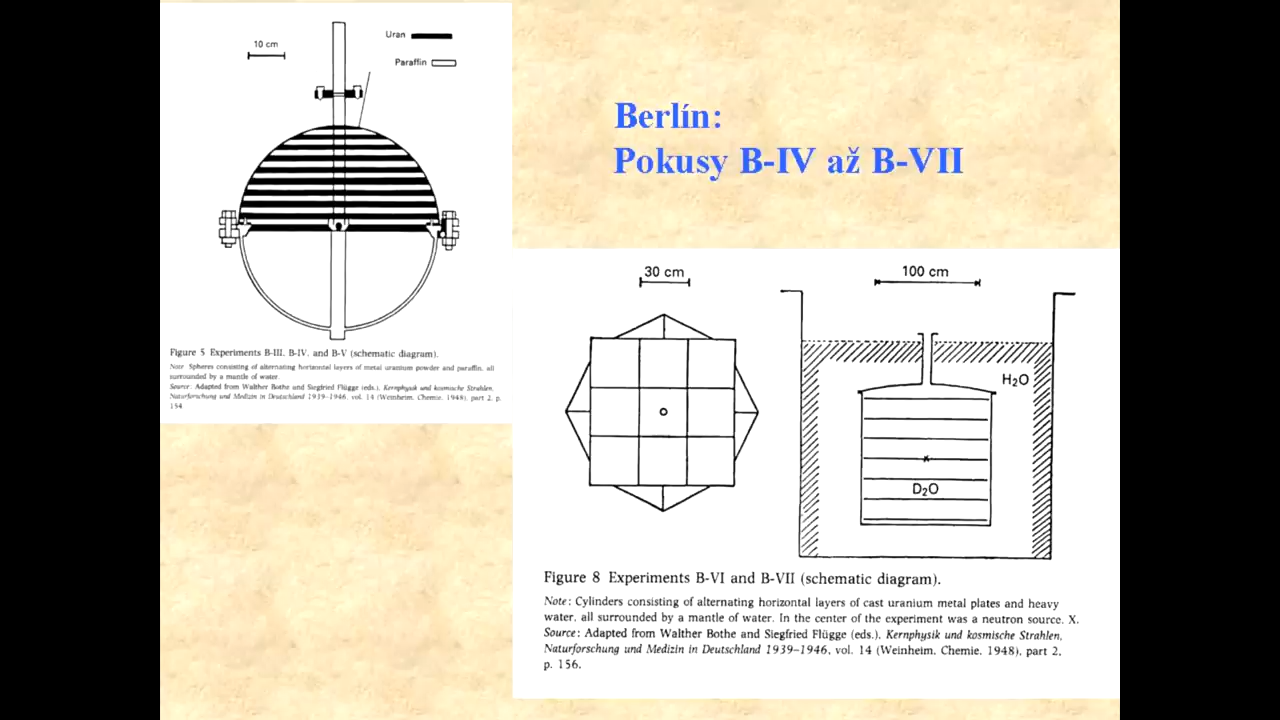 10 cm
Uran
Paraffin
Figure 5 Experiments B-III, B-IV, and B-V (schematic diagram).
Note: Spheres consisting of alternating horizontal layers of metal uranium powder and paraffin, all
surrounded by a mantle of water.
Source: Adapted from Walther Bothe and Siegfried Flügge (eds.), Kernphysik und kosmische Strahlen,
Naturforschung und Medizin in Deutschland 1939–1946, vol. 14 (Weinheim, Chemie, 1948), part 2, p.
154
Berlín:
Pokusy B-IV až B-VII
30 cm
100 cm
H₂O
D₂O
Figure 8 Experiments B-VI and B-VII (schematic diagram).
Note: Cylinders consisting of alternating horizontal layers of cast uranium metal plates and heavy
water, all surrounded by a mantle of water. In the center of the experiment was a neutron source, X.
Source: Adapted from Walther Bothe and Siegfried Flügge (eds.), Kernphysik und kosmische Strahlen,
Naturforschung und Medizin in Deutschland 1939–1946, vol. 14 (Weinheim, Chemie, 1948), part 2,
p. 156.